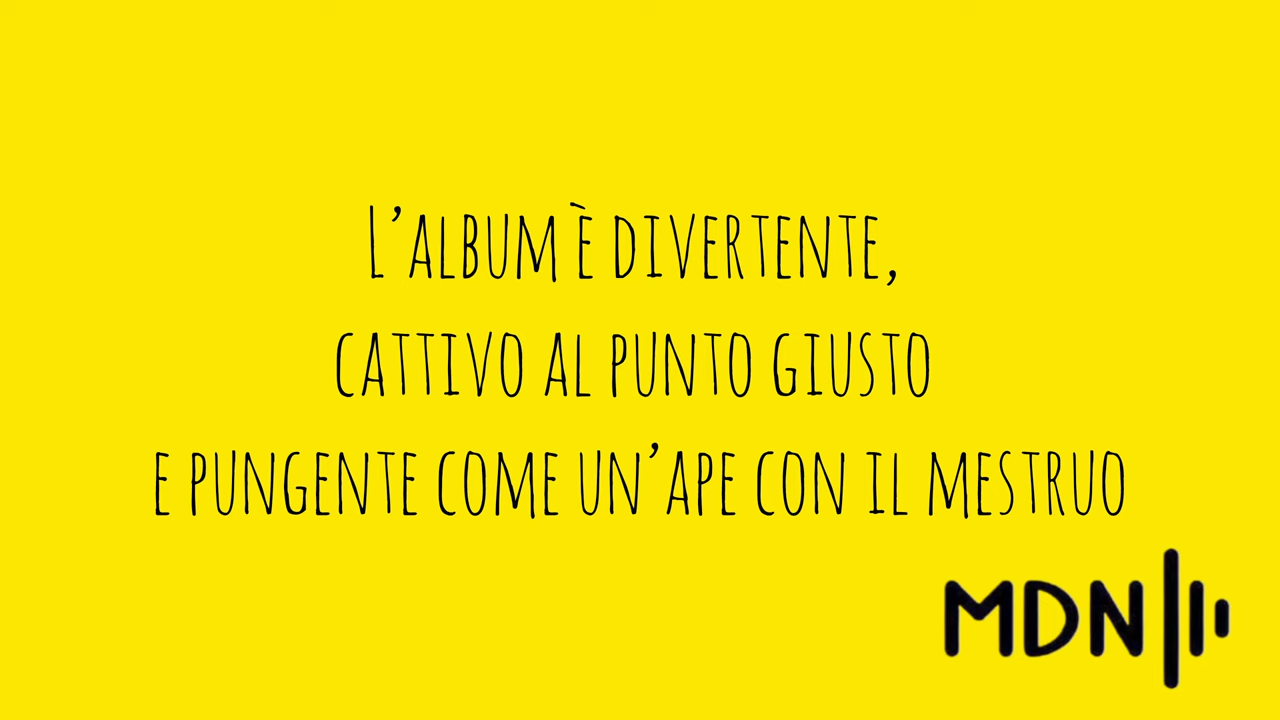 L’ALBUM È DIVERTENTE,
CATTIVO AL PUNTO GIUSTO
E PUNGENTE COME UN’APE CON IL MESTRUO
MDN